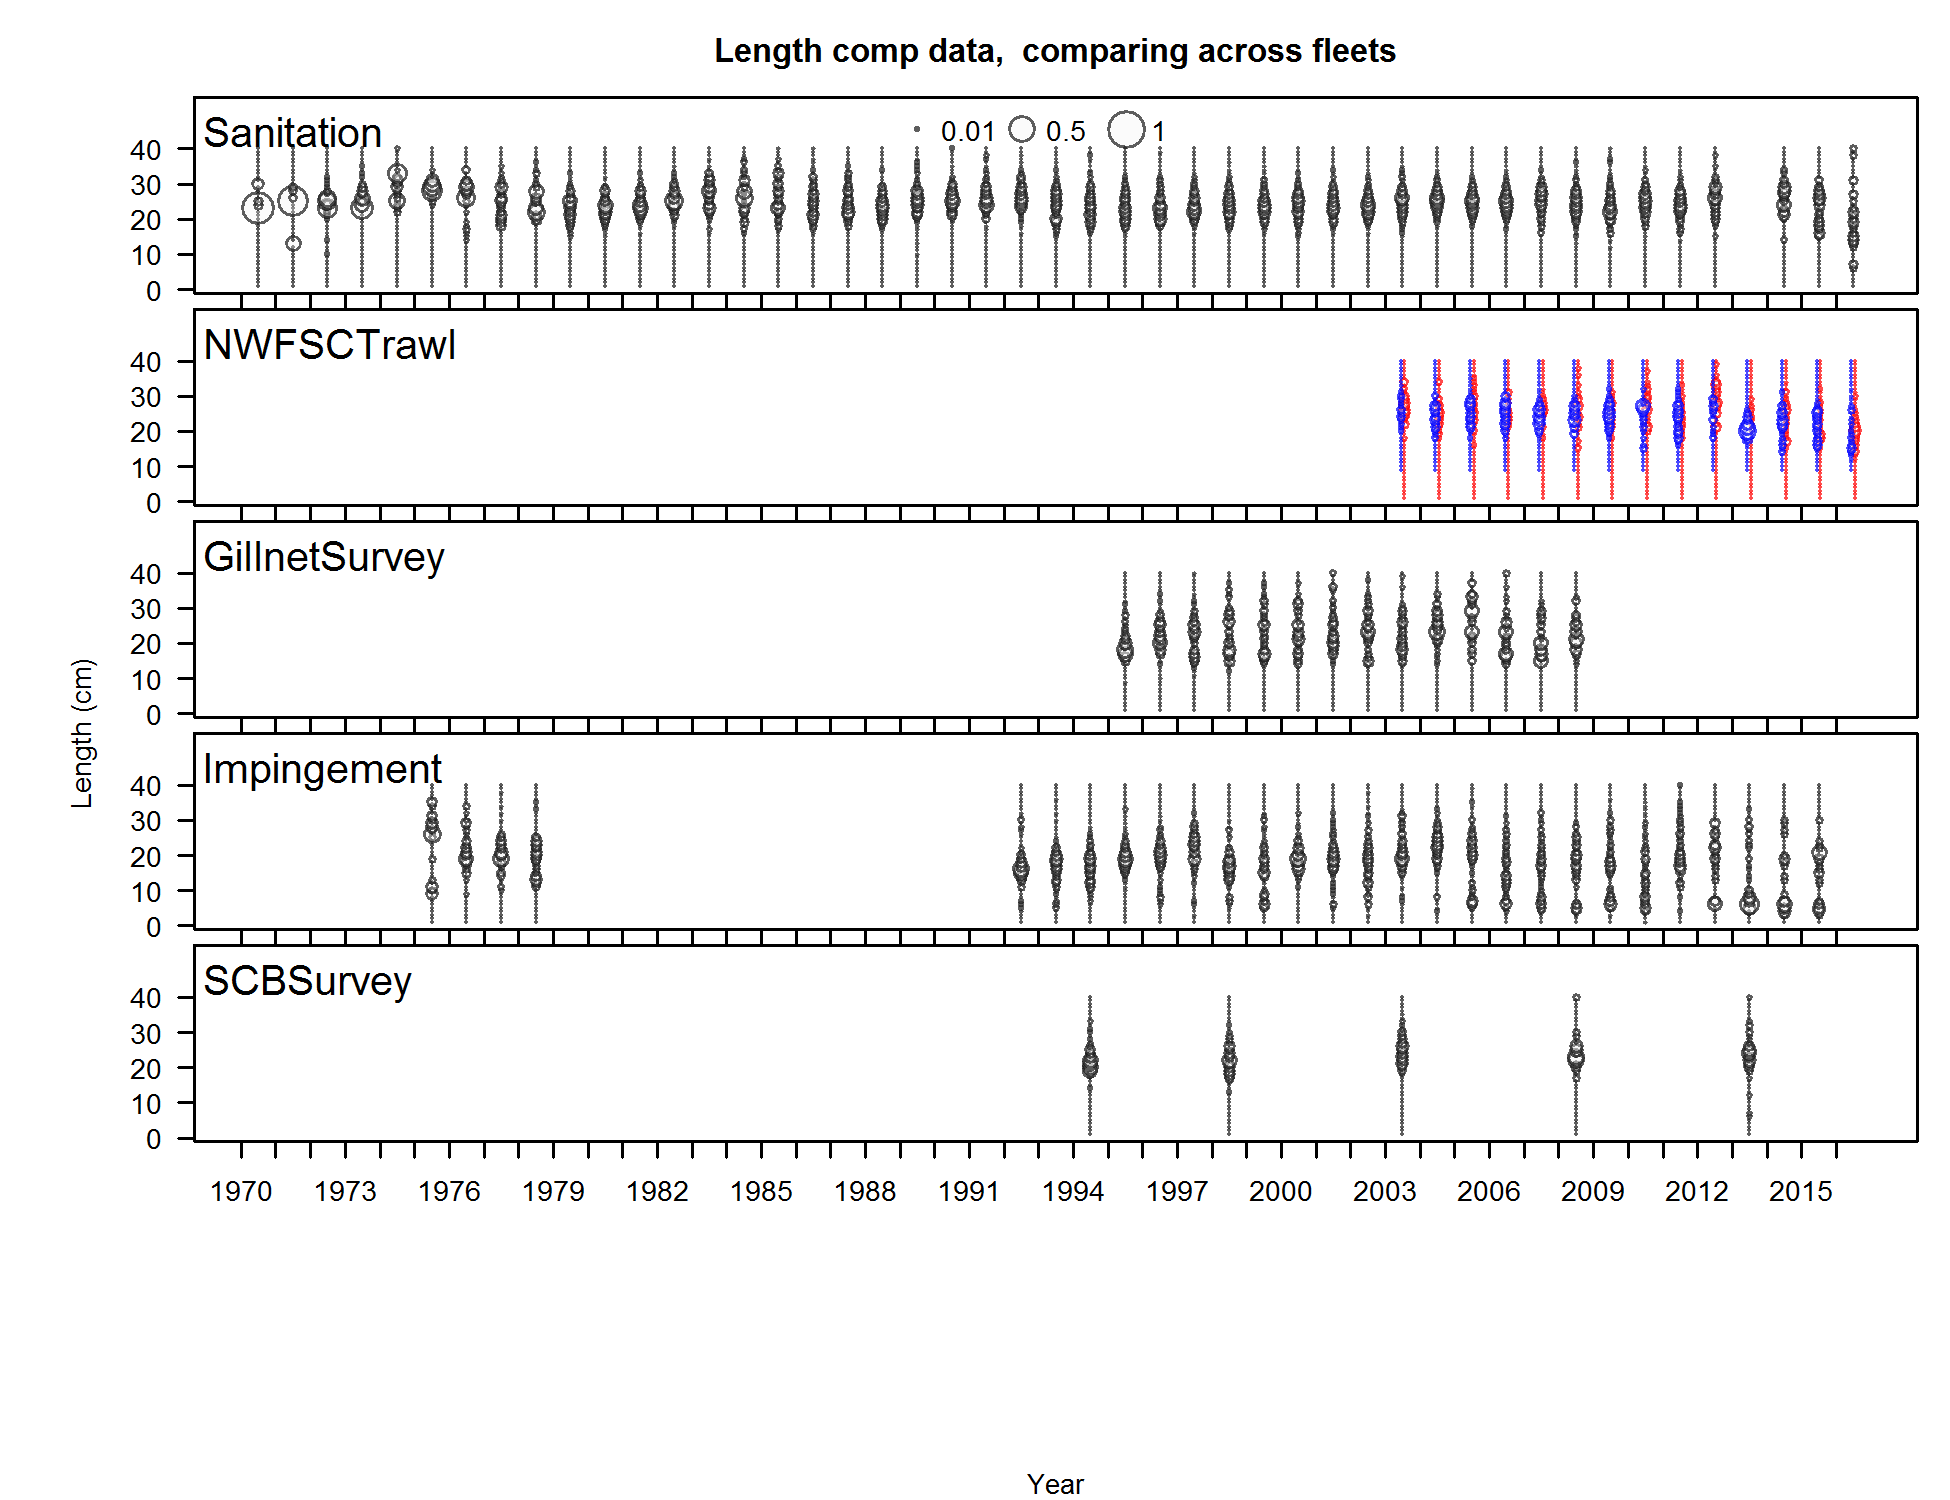 Length comp data,  comparing across fleets
Sanitation
0.01 0.5 1
40
30
20
10
0
NWFSCTrawl
40
30
20
10
0
GillnetSurvey
40
30
20
10
0
Impingement
40
30
20
10
0
SCBSurvey
40
30
20
10
0
Length (cm)
1970 1973 1976 1979 1982 1985 1988 1991 1994 1997 2000 2003 2006 2009 2012 2015
Year